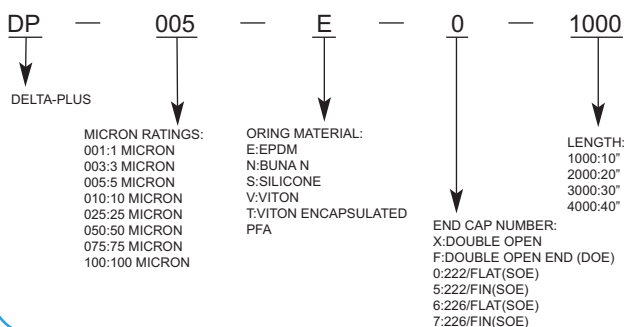 DP — 005 — E — 0 — 1000
DELTA-PLUS
MICRON RATINGS:
001:1 MICRON
003:3 MICRON
005:5 MICRON
010:10 MICRON
025:25 MICRON
050:50 MICRON
075:75 MICRON
100:100 MICRON
ORING MATERIAL:
E:EPDM
N:BUNA N
S:SILICONE
V:VITON
T:VITON ENCAPSULATED
PFA
END CAP NUMBER:
X:DOUBLE OPEN
F:DOUBLE OPEN END (DOE)
0:222/FLAT(SOE)
5:222/FIN(SOE)
6:226/FLAT(SOE)
7:226/FIN(SOE)
LENGTH:
1000:10”
2000:20”
3000:30”
4000:40”